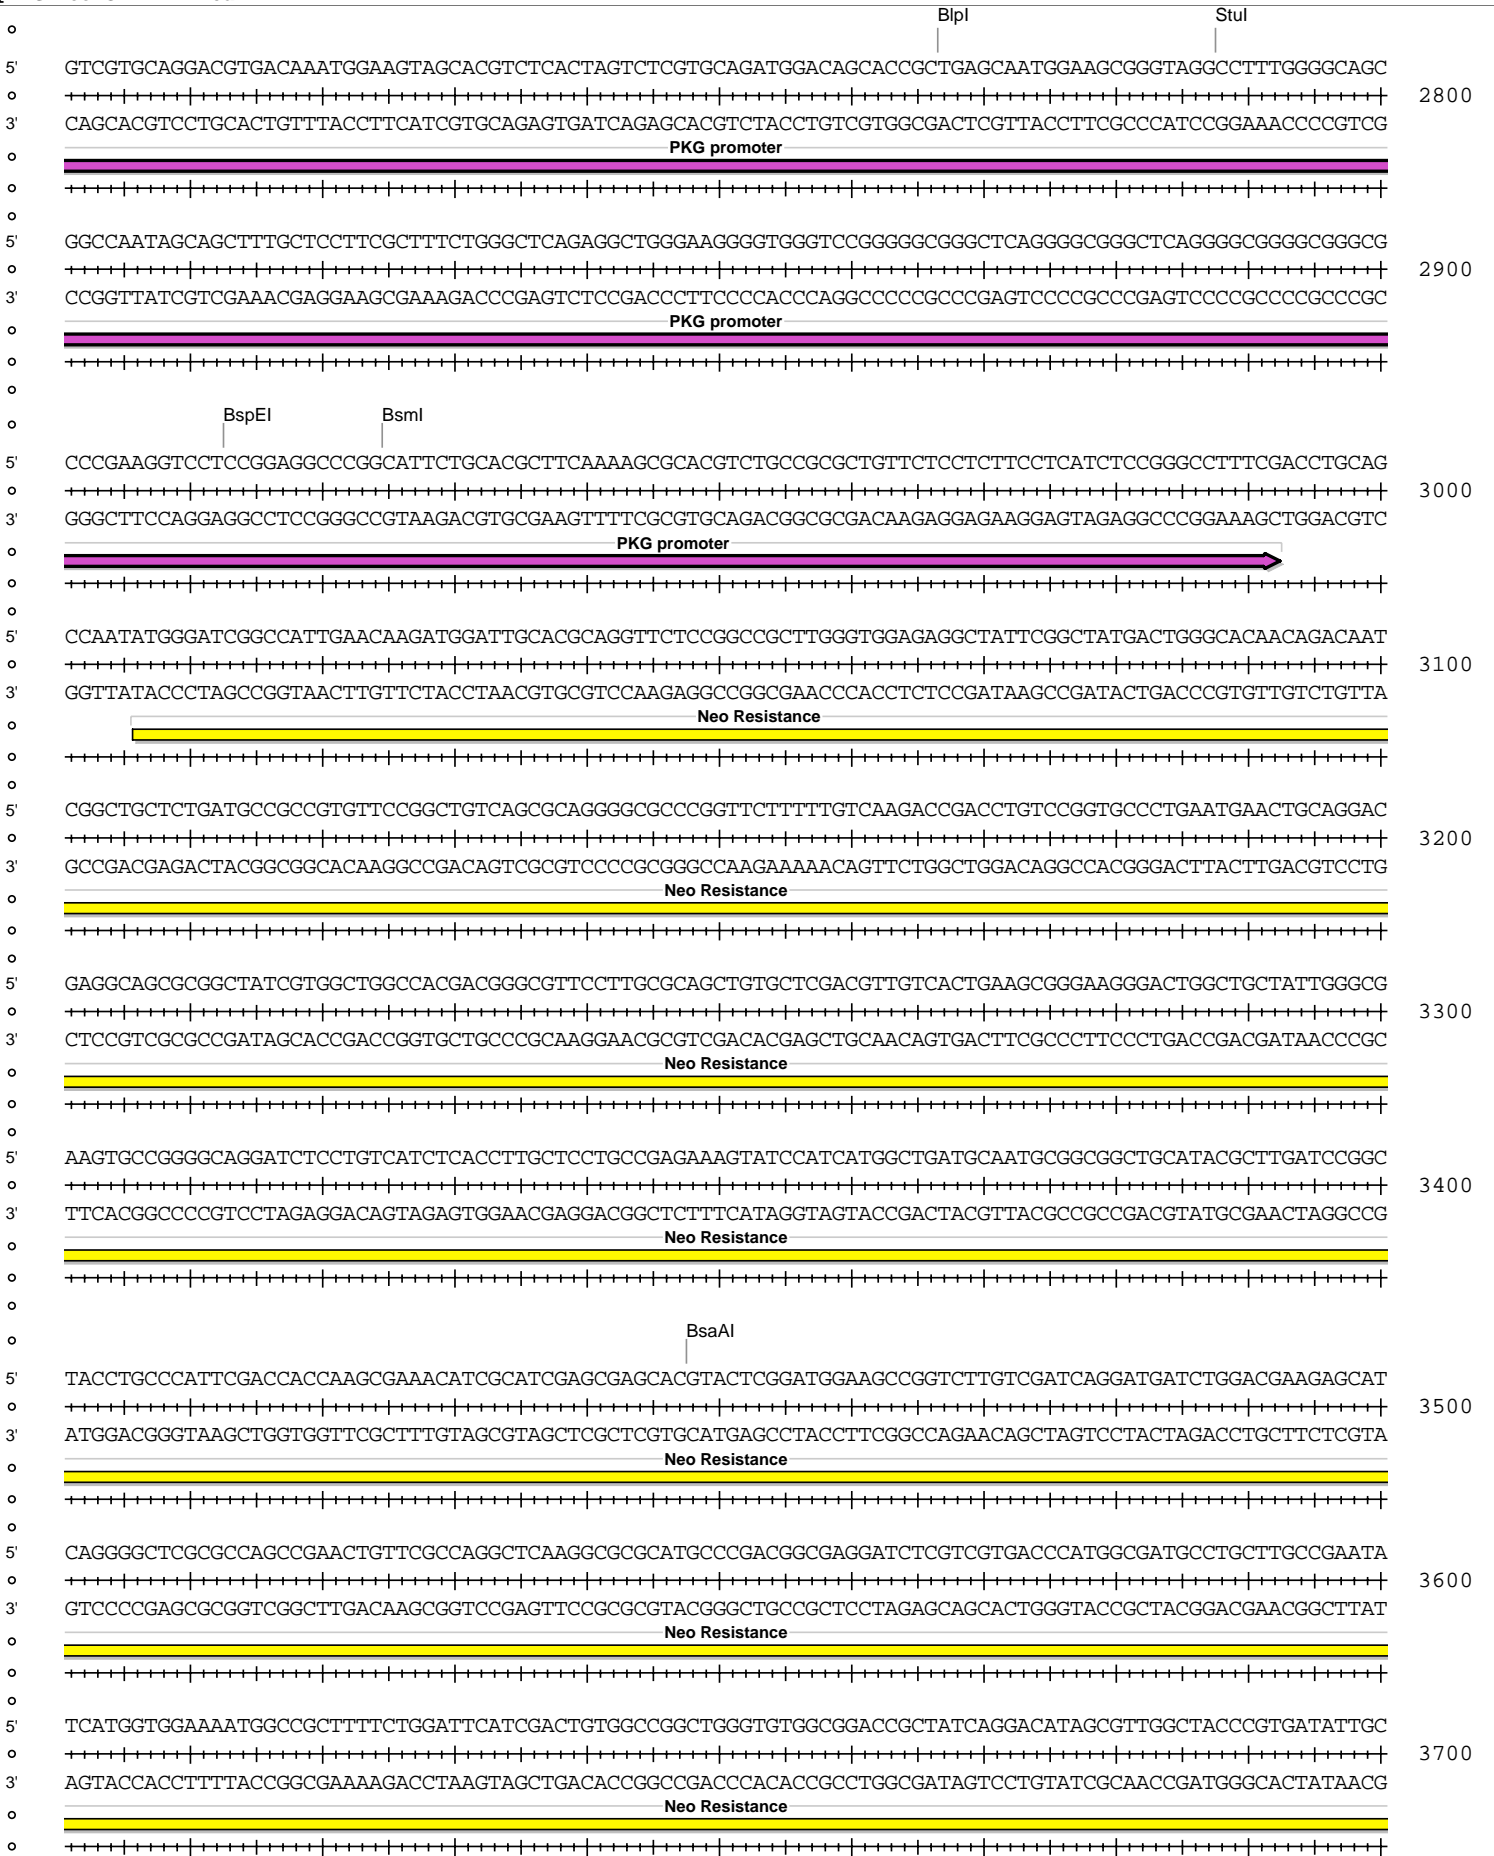 BlpI StuI
5' GTCGTGCAGGACGTGACAAATGGAAGTAGCACGTCTCACTAGTCTCGTGCAGATGGACAGCACCGCTGAGCAATGGAAGCGGGTAGGCCTTTGGGGCAGC
2800
3' CAGCACGTCCTGCACTGTTTACCTTCATCGTGCAGAGTGATCAGAGCACGTCTACCTGTCGTGGCGACTCGTTACCTTCGCCCATCCGGAAACCCCGTCG
PKG promoter
5' GGCCAATAGCAGCTTTGCTCCTTCGCTTTCTGGGCTCAGAGGCTGGGAAGGGGTGGGTCCGGGGGCGGGCTCAGGGGCGGGCTCAGGGGCGGGGCGGGCG
2900
3' CCGGTTATCGTCGAAACGAGGAAGCGAAAGACCCGAGTCTCCGACCCTTCCCCACCCAGGCCCCCGCCCGAGTCCCCGCCCGAGTCCCCGCCCCGCCCGC
PKG promoter
BspEI BsmI
5' CCCGAAGGTCCTCCGGAGGCCCGGCATTCTGCACGCTTCAAAAGCGCACGTCTGCCGCGCTGTTCTCCTCTTCCTCATCTCCGGGCCTTTCGACCTGCAG
3000
3' GGGCTTCCAGGAGGCCTCCGGGCCGTAAGACGTGCGAAGTTTTCGCGTGCAGACGGCGCGACAAGAGGAGAAGGAGTAGAGGCCCGGAAAGCTGGACGTC
PKG promoter
5' CCAATATGGGATCGGCCATTGAACAAGATGGATTGCACGCAGGTTCTCCGGCCGCTTGGGTGGAGAGGCTATTCGGCTATGACTGGGCACAACAGACAAT
3100
3' GGTTATACCCTAGCCGGTAACTTGTTCTACCTAACGTGCGTCCAAGAGGCCGGCGAACCCACCTCTCCGATAAGCCGATACTGACCCGTGTTGTCTGTTA
Neo Resistance
5' CGGCTGCTCTGATGCCGCCGTGTTCCGGCTGTCAGCGCAGGGGCGCCCGGTTCTTTTTGTCAAGACCGACCTGTCCGGTGCCCTGAATGAACTGCAGGAC
3200
3' GCCGACGAGACTACGGCGGCACAAGGCCGACAGTCGCGTCCCCGCGGGCCAAGAAAAACAGTTCTGGCTGGACAGGCCACGGGACTTACTTGACGTCCTG
Neo Resistance
5' GAGGCAGCGCGGCTATCGTGGCTGGCCACGACGGGCGTTCCTTGCGCAGCTGTGCTCGACGTTGTCACTGAAGCGGGAAGGGACTGGCTGCTATTGGGCG
3300
3' CTCCGTCGCGCCGATAGCACCGACCGGTGCTGCCCGCAAGGAACGCGTCGACACGAGCTGCAACAGTGACTTCGCCCTTCCCTGACCGACGATAACCCGC
Neo Resistance
5' AAGTGCCGGGGCAGGATCTCCTGTCATCTCACCTTGCTCCTGCCGAGAAAGTATCCATCATGGCTGATGCAATGCGGCGGCTGCATACGCTTGATCCGGC
3400
3' TTCACGGCCCCGTCCTAGAGGACAGTAGAGTGGAACGAGGACGGCTCTTTCATAGGTAGTACCGACTACGTTACGCCGCCGACGTATGCGAACTAGGCCG
Neo Resistance
BsaAI
5' TACCTGCCCATTCGACCACCAAGCGAAACATCGCATCGAGCGAGCACGTACTCGGATGGAAGCCGGTCTTGTCGATCAGGATGATCTGGACGAAGAGCAT
3500
3' ATGGACGGGTAAGCTGGTGGTTCGCTTTGTAGCGTAGCTCGCTCGTGCATGAGCCTACCTTCGGCCAGAACAGCTAGTCCTACTAGACCTGCTTCTCGTA
Neo Resistance
5' CAGGGGCTCGCGCCAGCCGAACTGTTCGCCAGGCTCAAGGCGCGCATGCCCGACGGCGAGGATCTCGTCGTGACCCATGGCGATGCCTGCTTGCCGAATA
3600
3' GTCCCCGAGCGCGGTCGGCTTGACAAGCGGTCCGAGTTCCGCGCGTACGGGCTGCCGCTCCTAGAGCAGCACTGGGTACCGCTACGGACGAACGGCTTAT
Neo Resistance
5' TCATGGTGGAAAATGGCCGCTTTTCTGGATTCATCGACTGTGGCCGGCTGGGTGTGGCGGACCGCTATCAGGACATAGCGTTGGCTACCCGTGATATTGC
3700
3' AGTACCACCTTTTACCGGCGAAAAGACCTAAGTAGCTGACACCGGCCGACCCACACCGCCTGGCGATAGTCCTGTATCGCAACCGATGGGCACTATAACG
Neo Resistance